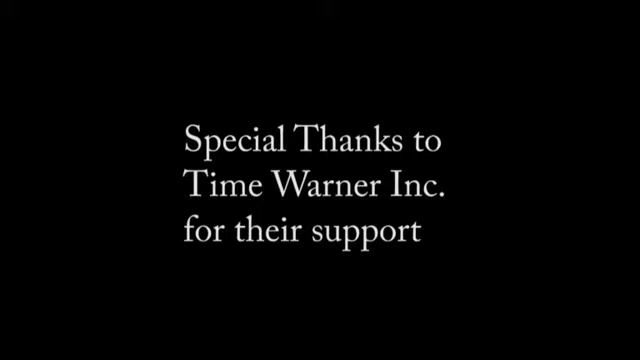 Special Thanks to
Time Warner Inc.
for their support